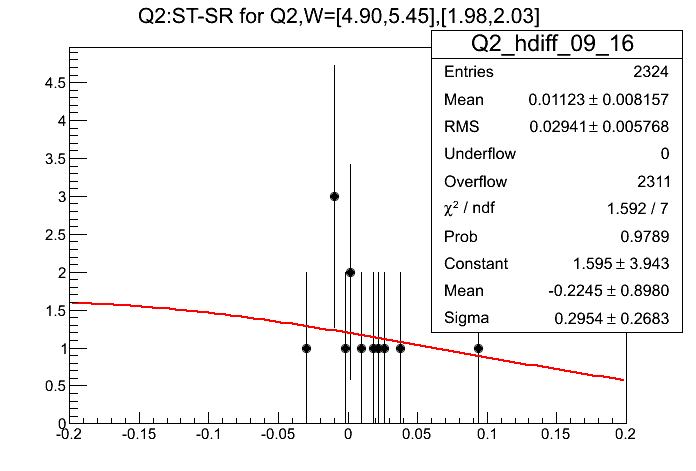 Q2:ST-SR for Q2,W=[4.90,5.45],[1.98,2.03]
Q2_hdiff_09_16
Entries 2324
Mean 0.01123 ± 0.008157
RMS 0.02941 ± 0.005768
Underflow 0
Overflow 2311
χ² / ndf 1.592 / 7
Prob 0.9789
Constant 1.595 ± 3.943
Mean -0.2245 ± 0.8980
Sigma 0.2954 ± 0.2683
4.5
4
3.5
3
2.5
2
1.5
1
0.5
0
-0.2 -0.15 -0.1 -0.05 0 0.05 0.1 0.15 0.2